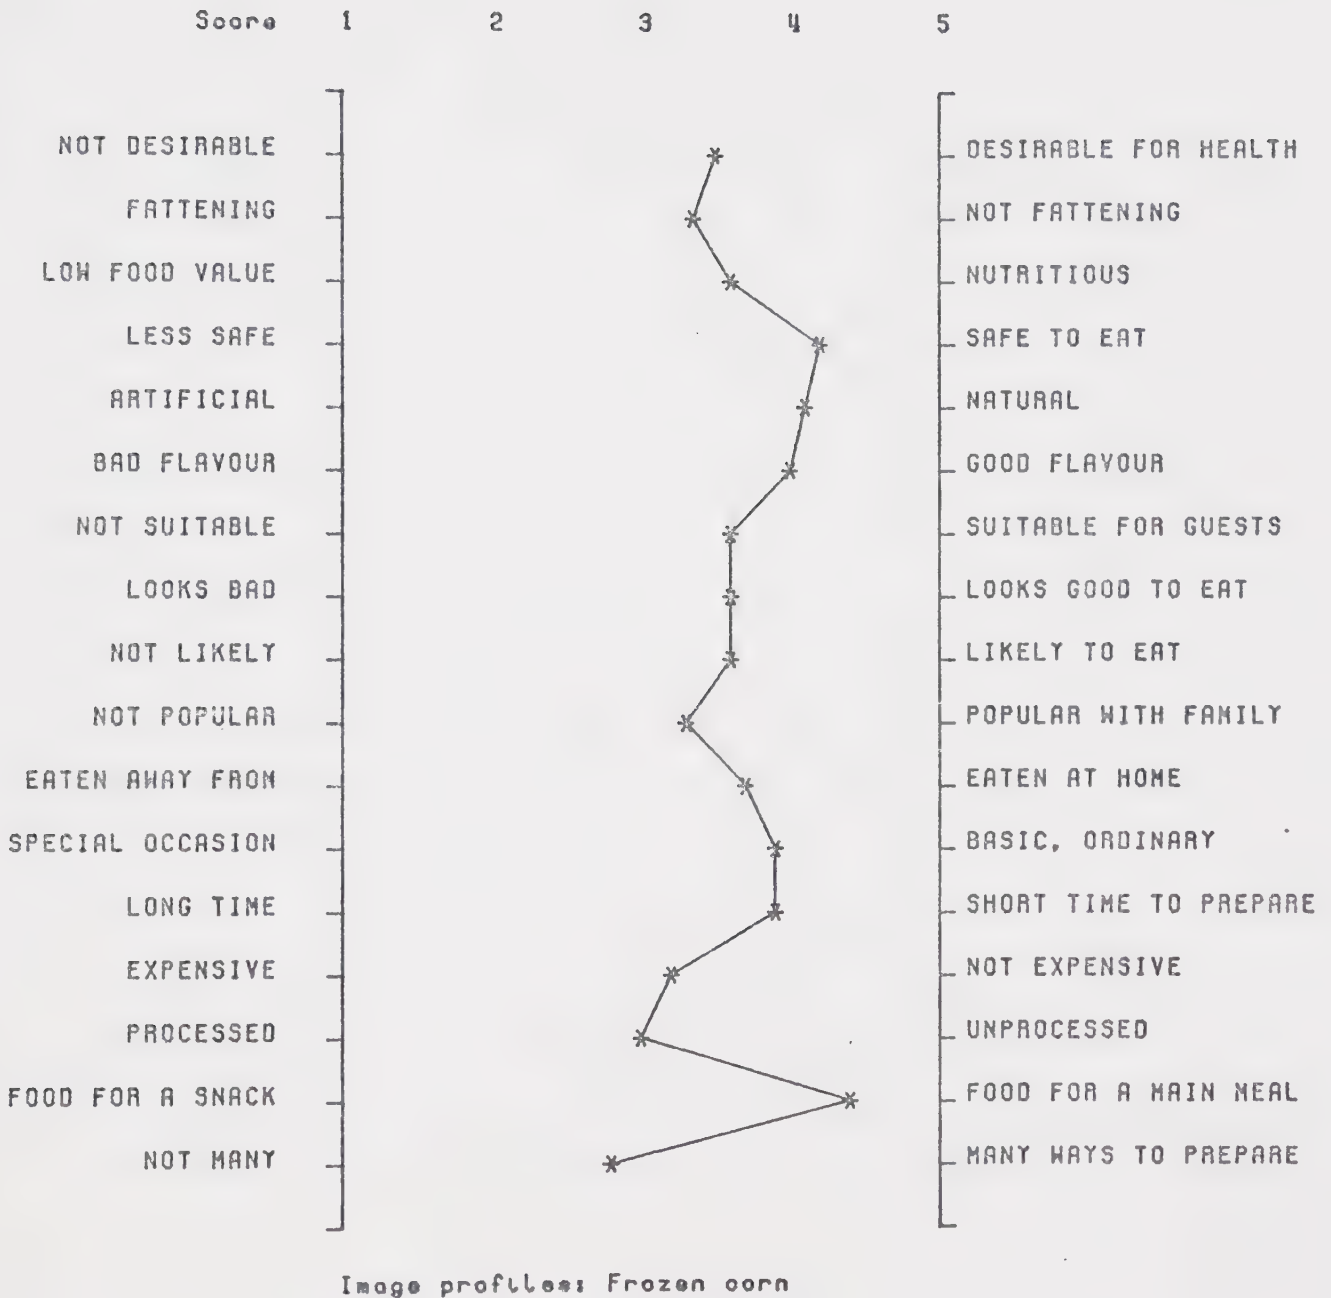 Score 1 2 3 4 5
NOT DESIRABLE DESIRABLE FOR HEALTH
FATTENING NOT FATTENING
LOW FOOD VALUE NUTRITIOUS
LESS SAFE SAFE TO EAT
ARTIFICIAL NATURAL
BAD FLAVOUR GOOD FLAVOUR
NOT SUITABLE SUITABLE FOR GUESTS
LOOKS BAD LOOKS GOOD TO EAT
NOT LIKELY LIKELY TO EAT
NOT POPULAR POPULAR WITH FAMILY
EATEN AWAY FROM EATEN AT HOME
SPECIAL OCCASION BASIC, ORDINARY
LONG TIME SHORT TIME TO PREPARE
EXPENSIVE NOT EXPENSIVE
PROCESSED UNPROCESSED
FOOD FOR A SNACK FOOD FOR A MAIN MEAL
NOT MANY MANY WAYS TO PREPARE
Image profiles: Frozen corn